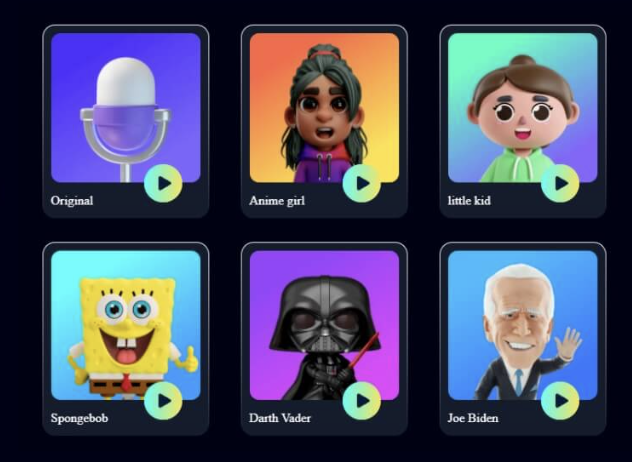 Original
Anime girl
little kid
Spongebob
Darth Vader
Joe Biden